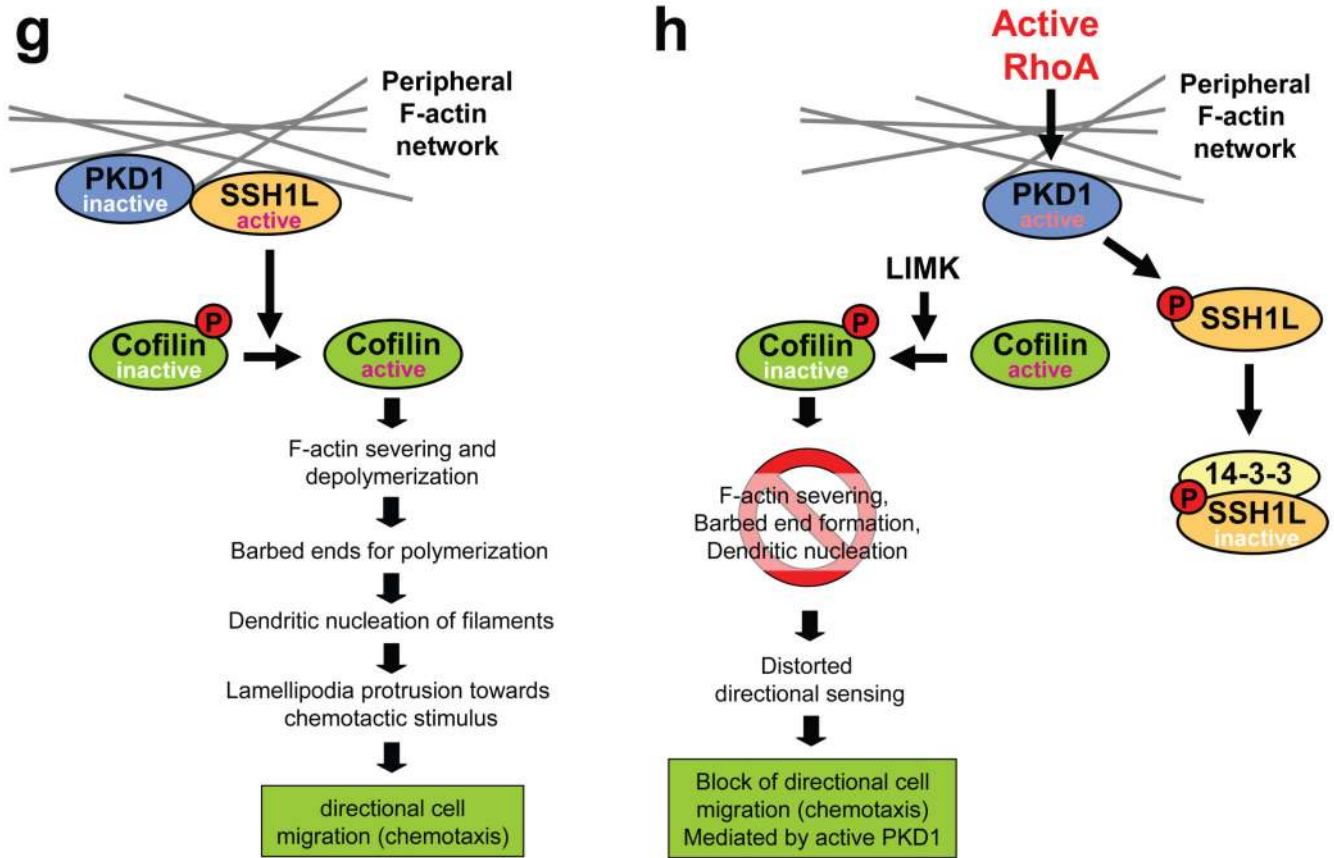 g
Peripheral
F-actin
network
PKD1
inactive
SSH1L
active
P
Cofilin
inactive
Cofilin
active
F-actin severing and
depolymerization
Barbed ends for polymerization
Dendritic nucleation of filaments
Lamellipodia protrusion towards
chemotactic stimulus
directional cell
migration (chemotaxis)
h
Active
RhoA
Peripheral
F-actin
network
PKD1
active
LIMK
P
SSH1L
P
Cofilin
inactive
Cofilin
active
14-3-3
P
SSH1L
inactive
F-actin severing,
Barbed end formation,
Dendritic nucleation
Distorted
directional sensing
Block of directional cell
migration (chemotaxis)
Mediated by active PKD1